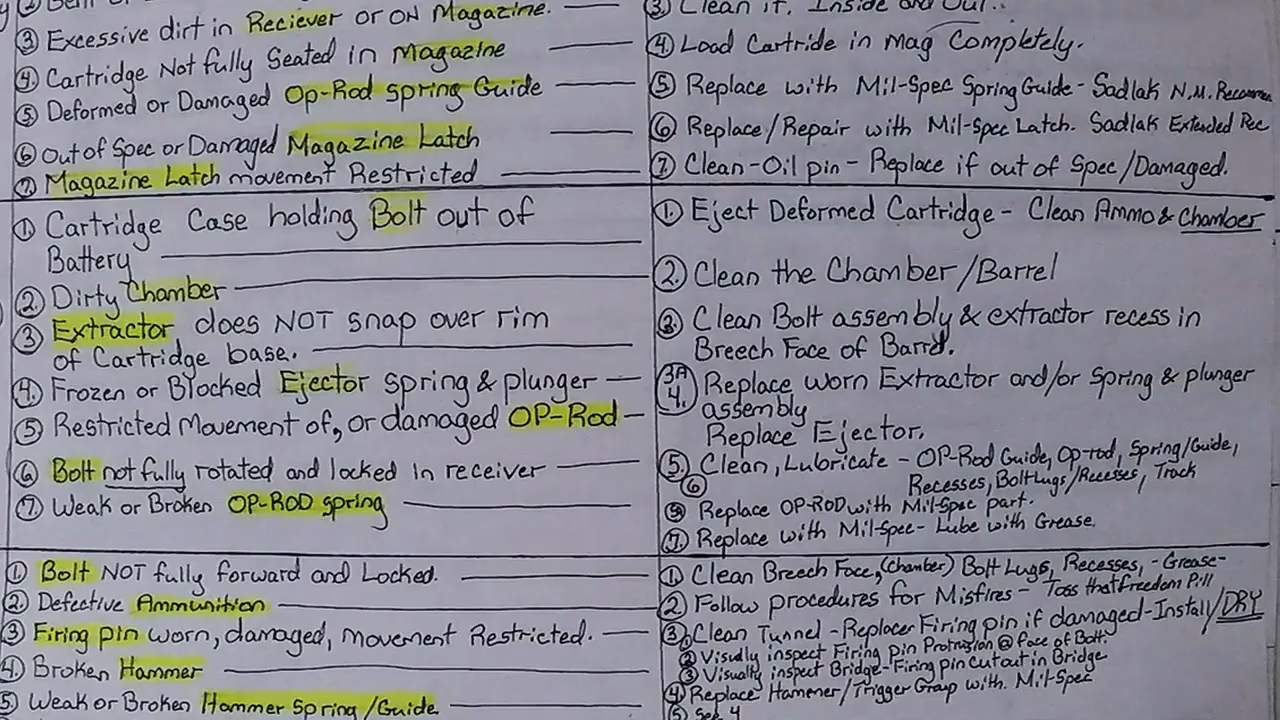 ③ Excessive dirt in Reciever or ON Magazine.
④ Cartridge Not fully Seated in Magazine
⑤ Deformed or Damaged Op-Rod spring Guide
⑥ Out of Spec or Damaged Magazine Latch
⑦ Magazine Latch movement Restricted
③ Clean it. Inside and Out..
④ Load Cartride in Mag Completely.
⑤ Replace with Mil-Spec Spring Guide - Sadlak N.M.
⑥ Replace/Repair with Mil-Spec Latch. Sadlak Extended Rec
⑦ Clean-Oil pin - Replace if out of Spec/Damaged.
① Cartridge Case holding Bolt out of
Battery
② Dirty Chamber
③ Extractor does NOT snap over rim
of Cartridge base.
④ Frozen or Blocked Ejector spring & plunger
⑤ Restricted Movement of, or damaged OP-Rod
⑥ Bolt not fully rotated and locked in receiver
⑦ Weak or Broken OP-ROD spring
① Eject Deformed Cartridge - Clean Ammo & Chamber
② Clean the Chamber/Barrel
③ Clean Bolt assembly & extractor recess in
Breech Face of Barrel.
3A Replace worn Extractor and/or Spring & plunger
4. assembly
Replace Ejector.
⑤ Clean, Lubricate - OP-Rod Guide, Op-rod, Spring/Guide,
⑥ Recesses, Bolt Lugs/Recesses, Track
⑤ Replace OP-ROD with Mil-Spec part.
⑦ Replace with Mil-Spec - Lube with Grease.
① Bolt NOT fully forward and Locked.
② Defective Ammunition
③ Firing pin worn, damaged, movement Restricted.
④ Broken Hammer
⑤ Weak or Broken Hammer Spring/Guide
① Clean Breech Face, (Chamber) Bolt Lugs, Recesses, - Grease-
② Follow procedures for Misfires - Toss that Freedom Pill
③ ① Clean Tunnel - Replacer Firing pin if damaged - Install/DRY
② Visually inspect Firing pin Protrusion @ face of Bolt.
③ Visually inspect Bridge - Firing pin cutout in Bridge
④ Replace Hammer/Trigger Group with. Mil-Spec
⑤ See 4